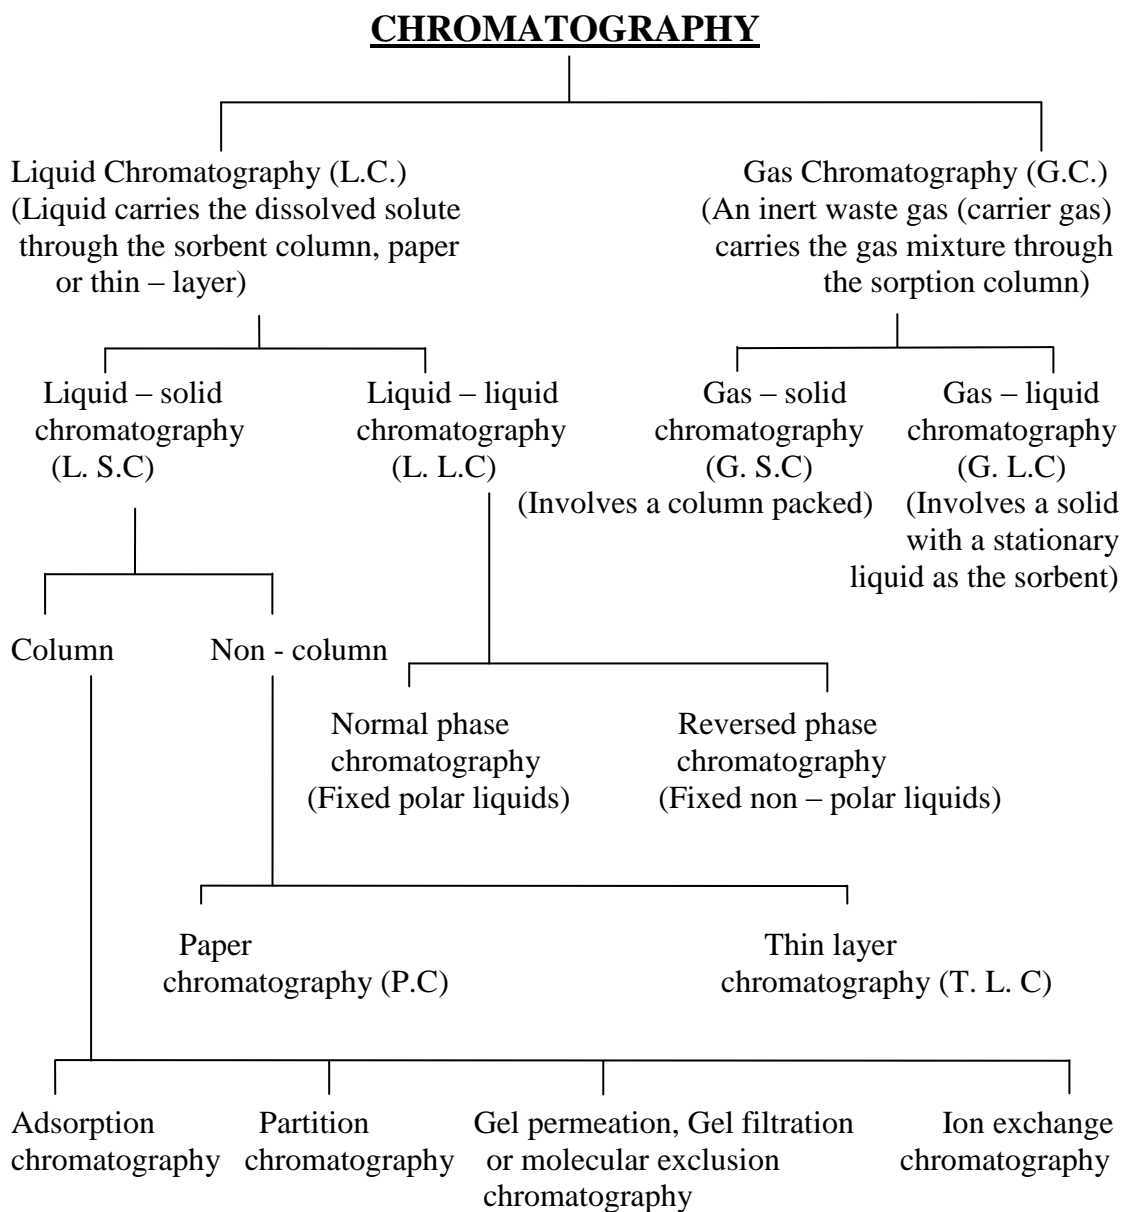 CHROMATOGRAPHY
Liquid Chromatography (L.C.)
(Liquid carries the dissolved solute
through the sorbent column, paper
or thin – layer)
Gas Chromatography (G.C.)
(An inert waste gas (carrier gas)
carries the gas mixture through
the sorption column)
Liquid – solid
chromatography
(L. S.C)
Liquid – liquid
chromatography
(L. L.C)
Gas – solid
chromatography
(G. S.C)
(Involves a column packed)
Gas – liquid
chromatography
(G. L.C)
(Involves a solid
with a stationary
liquid as the sorbent)
Column
Non - column
Normal phase
chromatography
(Fixed polar liquids)
Reversed phase
chromatography
(Fixed non – polar liquids)
Paper
chromatography (P.C)
Thin layer
chromatography (T. L. C)
Adsorption
chromatography
Partition
chromatography
Gel permeation, Gel filtration
or molecular exclusion
chromatography
Ion exchange
chromatography